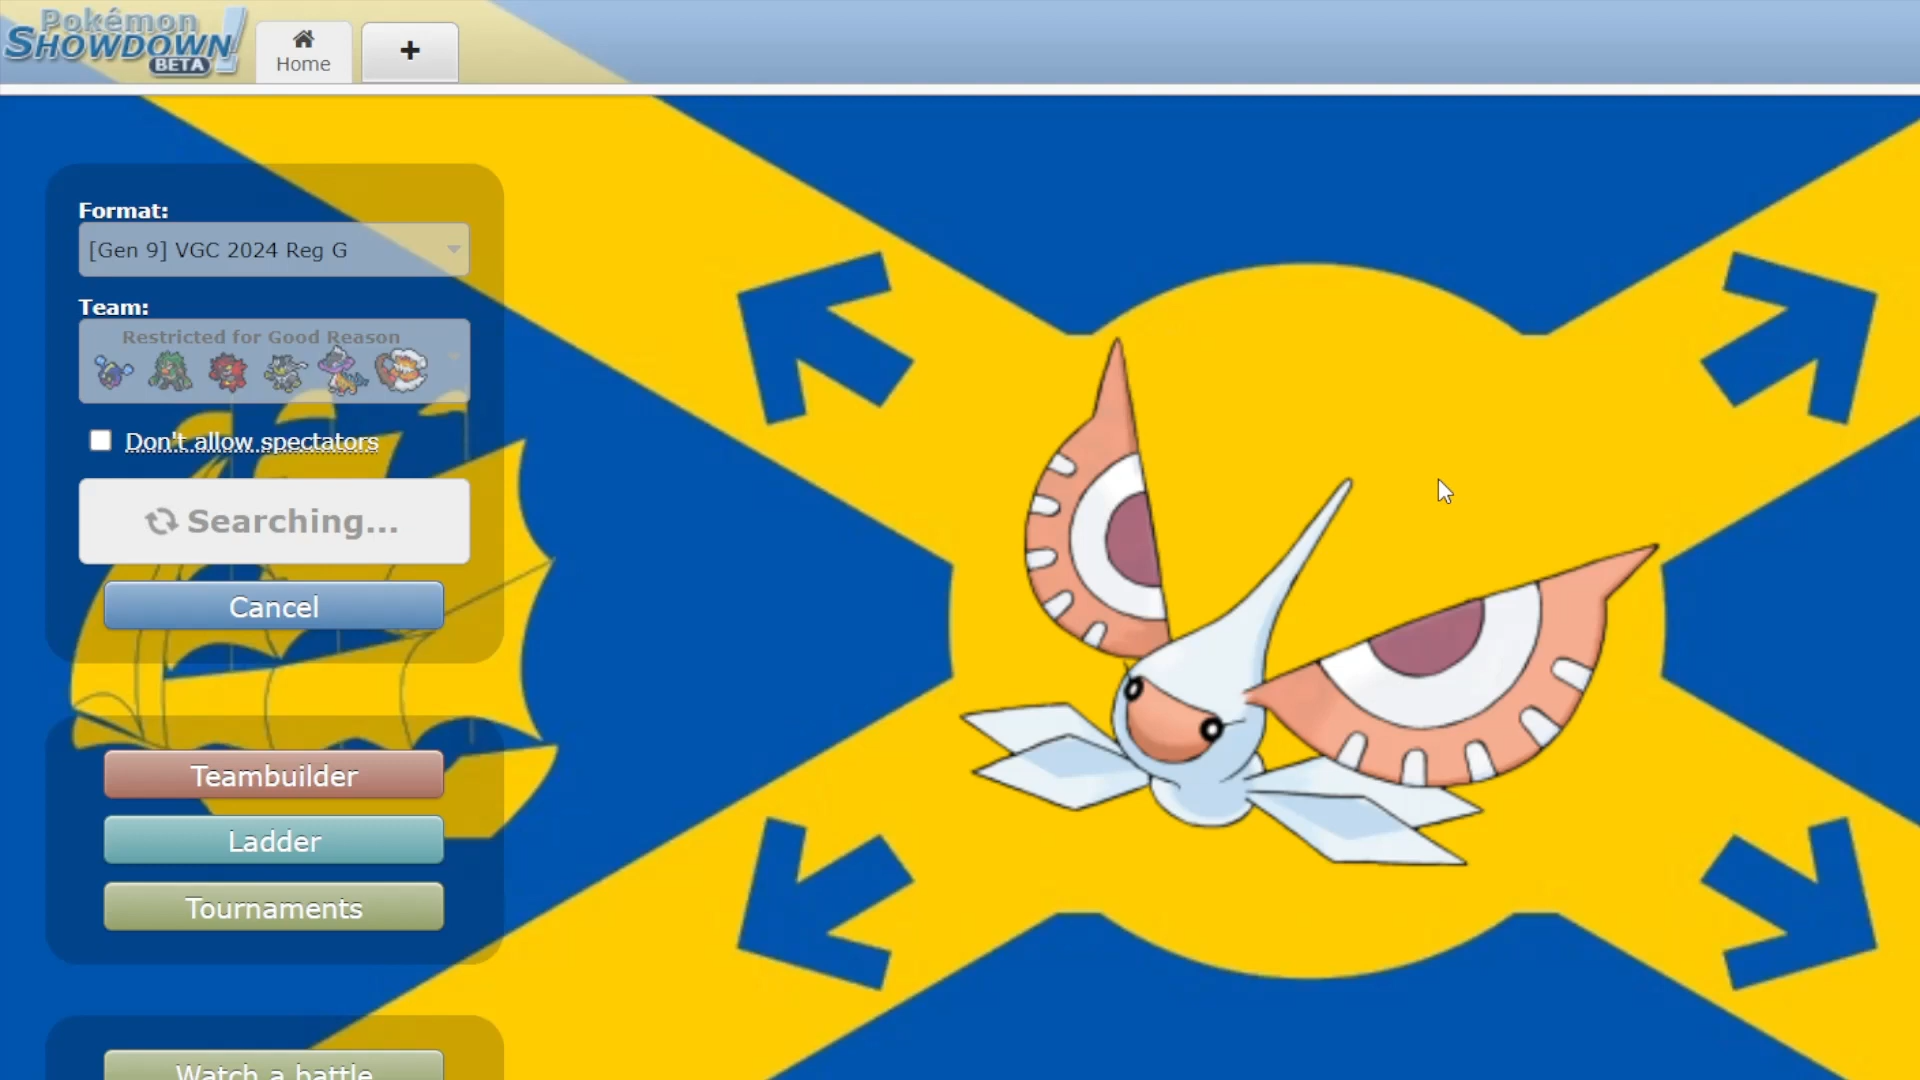 Pokémon
SHOWDOWN!
BETA
Home
+
Format:
[Gen 9] VGC 2024 Reg G
Team:
Restricted for Good Reason
Don't allow spectators
Searching...
Cancel
Teambuilder
Ladder
Tournaments
Watch a battle